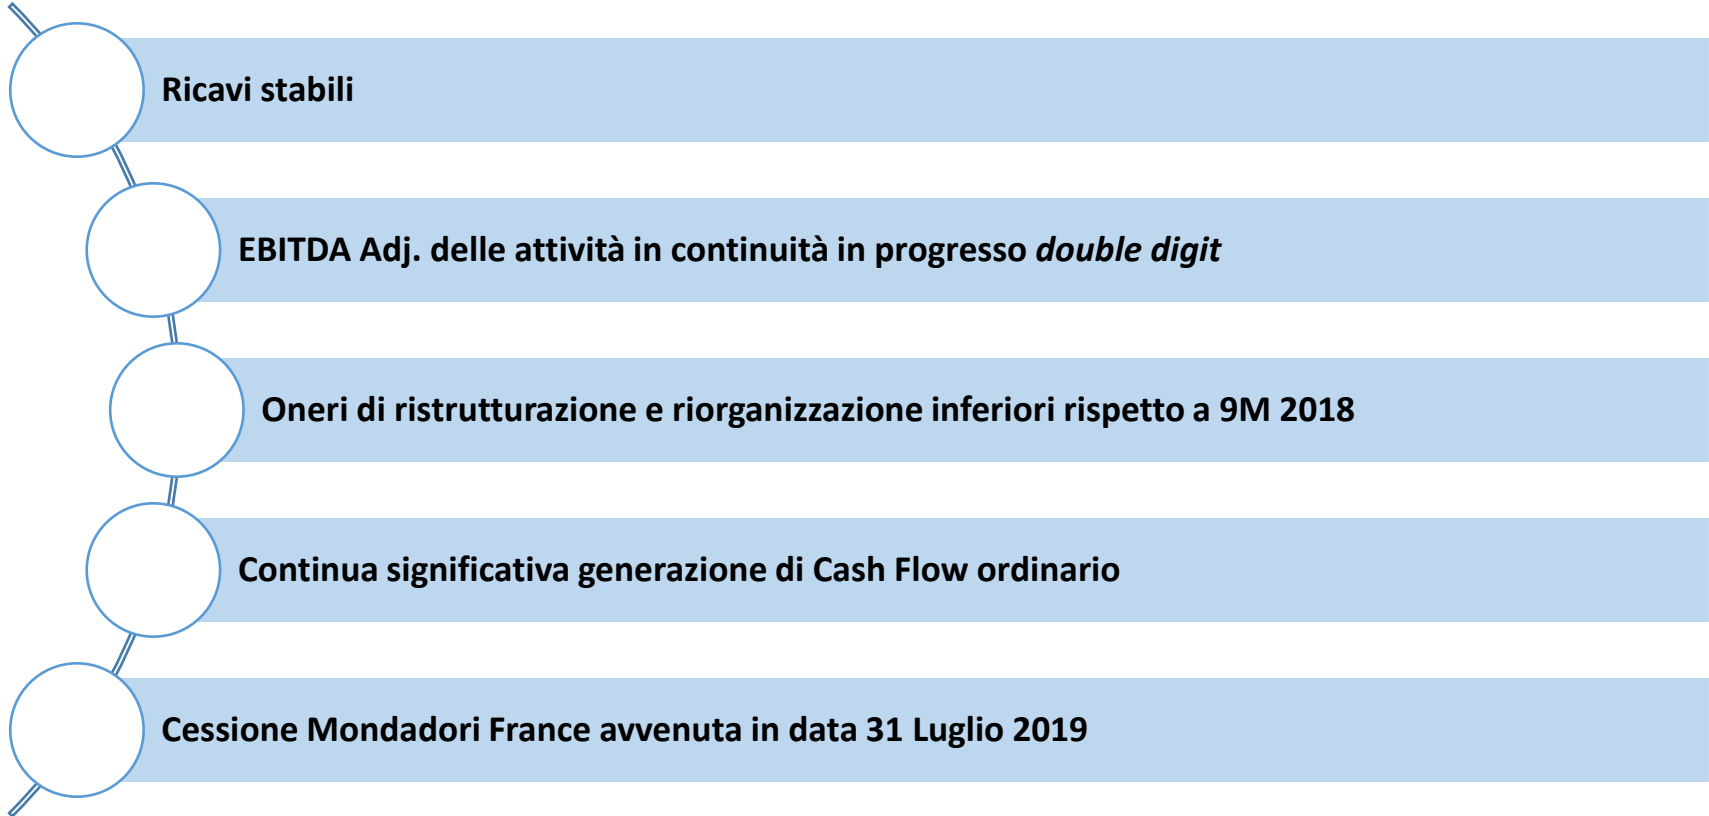 Ricavi stabili
EBITDA Adj. delle attività in continuità in progresso double digit
Oneri di ristrutturazione e riorganizzazione inferiori rispetto a 9M 2018
Continua significativa generazione di Cash Flow ordinario
Cessione Mondadori France avvenuta in data 31 Luglio 2019